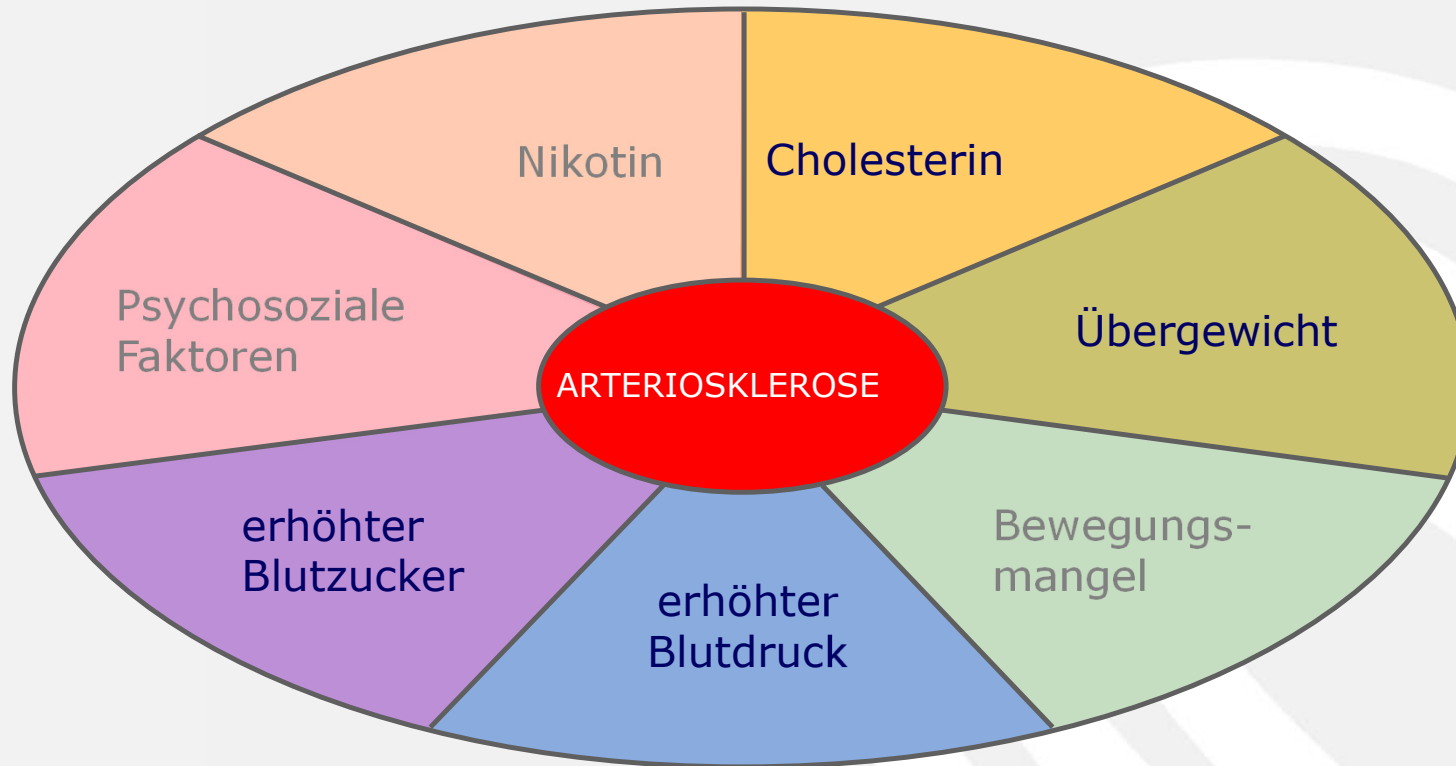 Nikotin
Cholesterin
Psychosoziale
Faktoren
Übergewicht
ARTERIOSKLEROSE
erhöhter
Blutzucker
Bewegungs-
mangel
erhöhter
Blutdruck